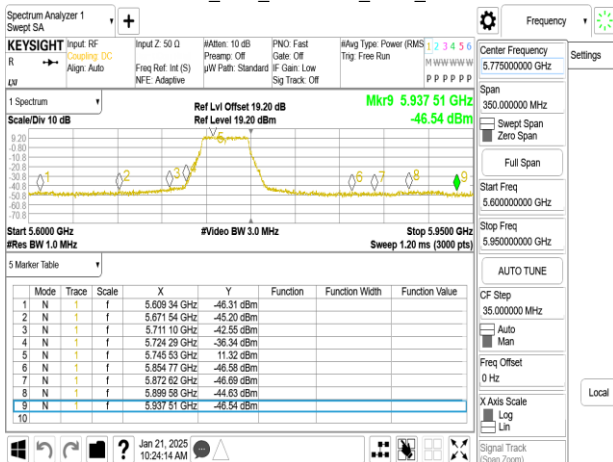 Spectrum Analyzer 1
Swept SA
+
Frequency
KEYSIGHT Input: RF Input Z: 50 Ω #Atten: 10 dB PNO: Fast #Avg Type: Power (RMS 1 2 3 4 5 6
R Coupling: DC Preamp: Off Gate: Off Trig: Free Run M W W W W W
Align: Auto Freq Ref: Int (S) µW Path: Standard IF Gain: Low
NFE: Adaptive Sig Track: Off P P P P P P
1 Spectrum
Scale/Div 10 dB
Ref Lvl Offset 19.20 dB
Ref Level 19.20 dBm
Mkr9 5.937 51 GHz
-46.54 dBm
9.20
-0.80
-10.8
-20.8
-30.8
-40.8
-50.8
-60.8
-70.8
1 2 3 5 6 7 8 9
Start 5.6000 GHz #Video BW 3.0 MHz Stop 5.9500 GHz
#Res BW 1.0 MHz Sweep 1.20 ms (3000 pts)
5 Marker Table
Mode Trace Scale X Y Function Function Width Function Value
1 N 1 f 5.609 34 GHz -46.31 dBm
2 N 1 f 5.671 54 GHz -45.20 dBm
3 N 1 f 5.711 10 GHz -42.55 dBm
4 N 1 f 5.724 29 GHz -36.34 dBm
5 N 1 f 5.745 53 GHz 11.32 dBm
6 N 1 f 5.854 77 GHz -46.58 dBm
7 N 1 f 5.872 62 GHz -46.69 dBm
8 N 1 f 5.899 58 GHz -44.63 dBm
9 N 1 f 5.937 51 GHz -46.54 dBm
10
?
Jan 21, 2025
10:24:14 AM
Center Frequency
5.775000000 GHz
Settings
Span
350.000000 MHz
Swept Span
Zero Span
Full Span
Start Freq
5.600000000 GHz
Stop Freq
5.950000000 GHz
AUTO TUNE
CF Step
35.000000 MHz
Auto
Man
Freq Offset
0 Hz
X Axis Scale
Log
Lin
Local
Signal Track
(Span Zoom)